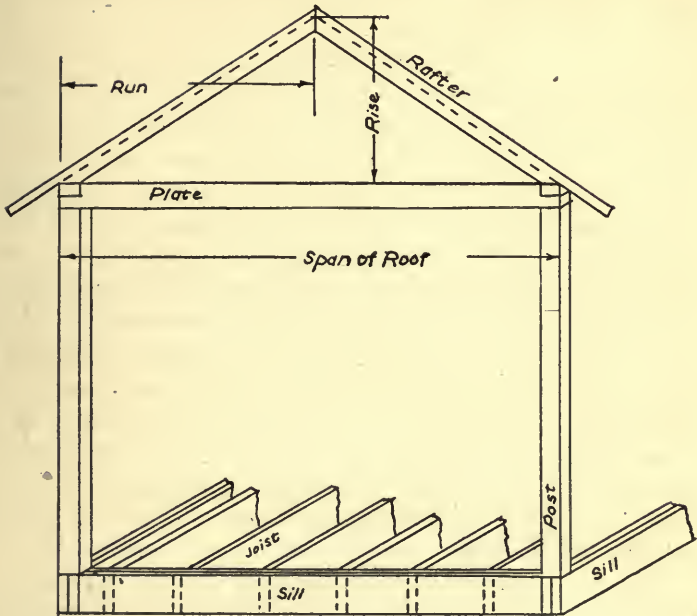 Run
Rise
Rafter
Plate
Span of Roof
Post
Joist
Sill
Sill